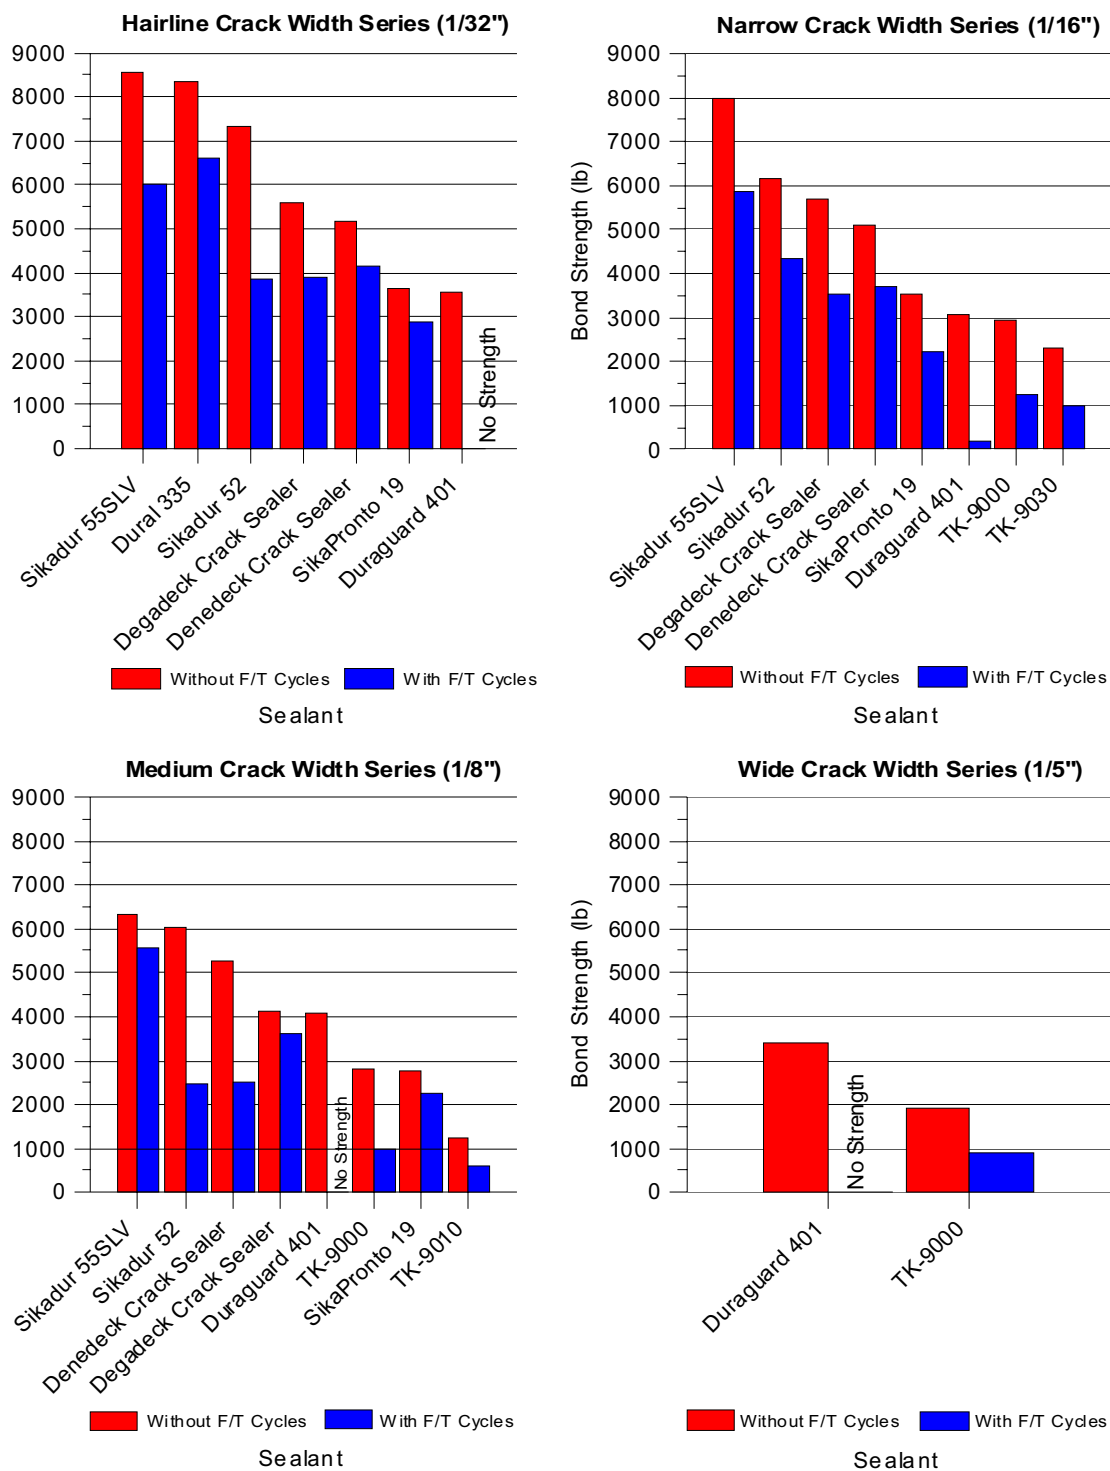 Hairline Crack Width Series (1/32")
9000
8000
7000
6000
5000
4000
3000
2000
1000
0
No Strength
Sikadur 55SLV
Dural 335
Sikadur 52
Degadeck Crack Sealer
Denedeck Crack Sealer
SikaPronto 19
Duraguard 401
Without F/T Cycles
With F/T Cycles
Sealant
Narrow Crack Width Series (1/16")
Bond Strength (lb)
9000
8000
7000
6000
5000
4000
3000
2000
1000
0
Sikadur 55SLV
Sikadur 52
Degadeck Crack Sealer
Denedeck Crack Sealer
SikaPronto 19
Duraguard 401
TK-9000
TK-9030
Without F/T Cycles
With F/T Cycles
Sealant
Medium Crack Width Series (1/8")
9000
8000
7000
6000
5000
4000
3000
2000
1000
0
No Strength
Sikadur 55SLV
Sikadur 52
Denedeck Crack Sealer
Degadeck Crack Sealer
Duraguard 401
TK-9000
SikaPronto 19
TK-9010
Without F/T Cycles
With F/T Cycles
Sealant
Wide Crack Width Series (1/5")
Bond Strength (lb)
9000
8000
7000
6000
5000
4000
3000
2000
1000
0
No Strength
Duraguard 401
TK-9000
Without F/T Cycles
With F/T Cycles
Sealant